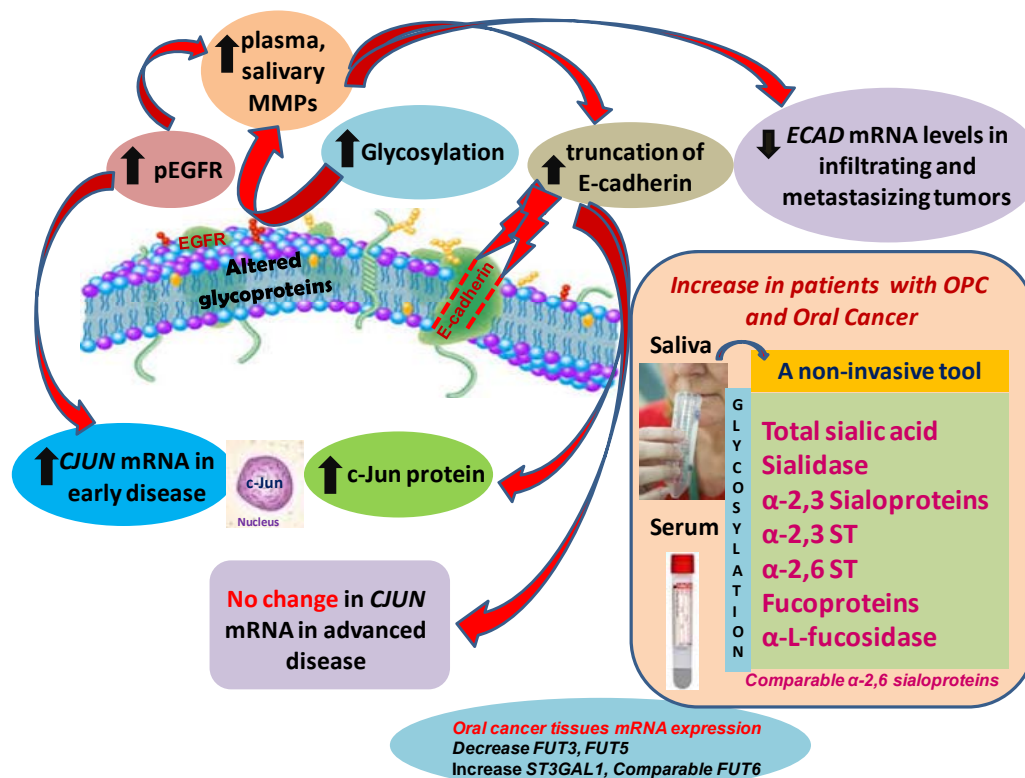 plasma,
salivary
MMPs
pEGFR
Glycosylation
truncation of
E-cadherin
ECAD mRNA levels in
infiltrating and
metastasizing tumors
EGFR
Altered
glycoproteins
E-cadherin
CJUN mRNA in
early disease
c-Jun
Nucleus
c-Jun protein
No change in CJUN
mRNA in advanced
disease
Increase in patients with OPC
and Oral Cancer
Saliva
A non-invasive tool
GLYCOSYLATION
Total sialic acid
Sialidase
α-2,3 Sialoproteins
α-2,3 ST
α-2,6 ST
Fucoproteins
α-L-fucosidase
Serum
Comparable α-2,6 sialoproteins
Oral cancer tissues mRNA expression
Decrease FUT3, FUT5
Increase ST3GAL1, Comparable FUT6